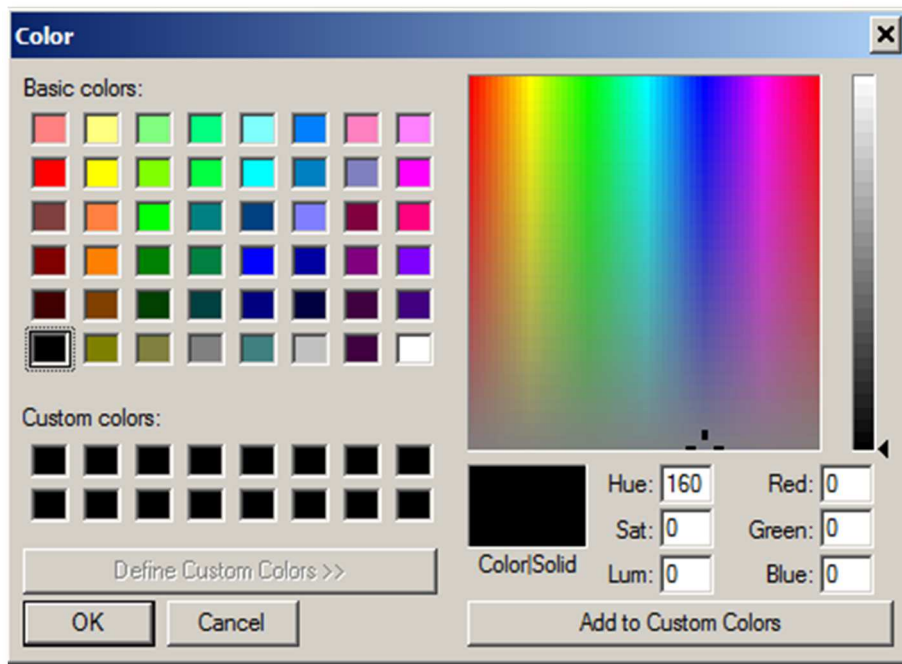 Color
Basic colors:
Custom colors:
Define Custom Colors >>
OK Cancel
Color|Solid
Hue: 160 Red: 0
Sat: 0 Green: 0
Lum: 0 Blue: 0
Add to Custom Colors